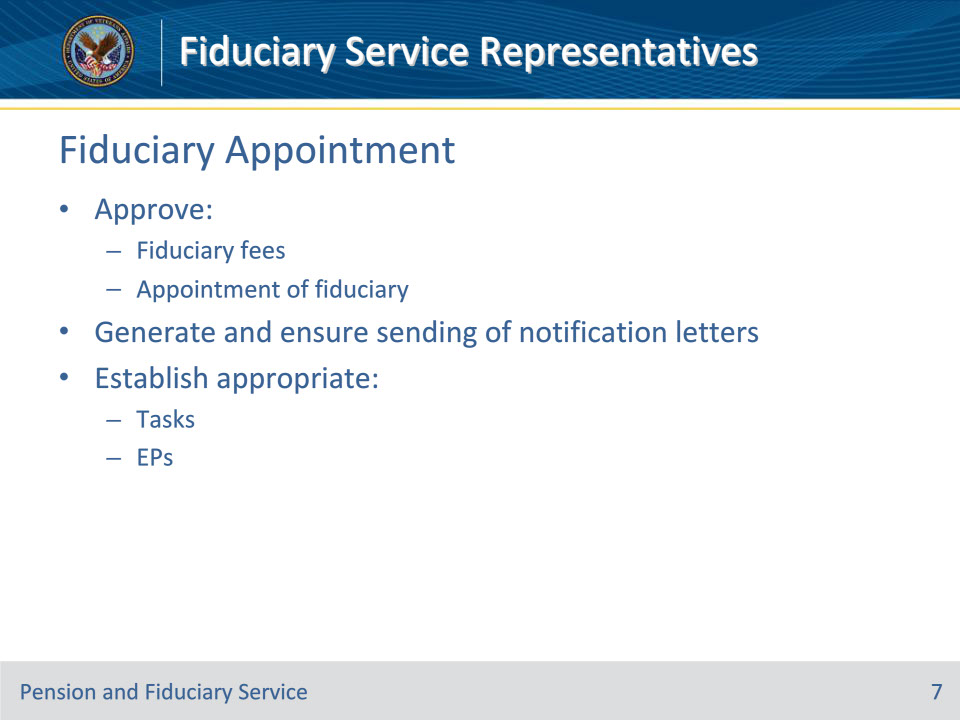 Fiduciary Service Representatives
Fiduciary Appointment
• Approve:
– Fiduciary fees
– Appointment of fiduciary
• Generate and ensure sending of notification letters
• Establish appropriate:
– Tasks
– EPs
Pension and Fiduciary Service
7